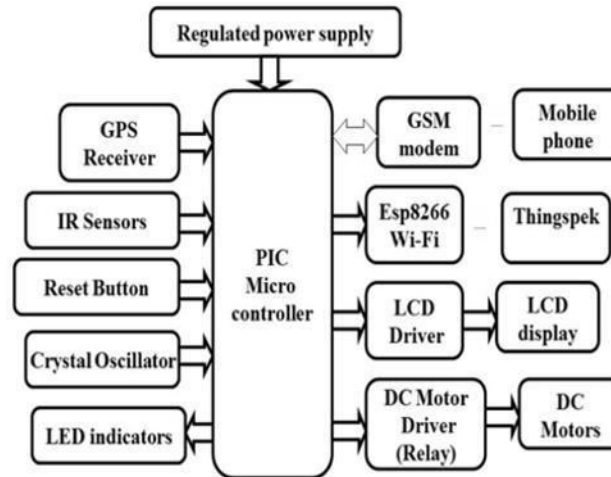 Regulated power supply
GPS
Receiver
IR Sensors
Reset Button
Crystal Oscillator
LED indicators
PIC
Micro
controller
GSM
modem
Mobile
phone
Esp8266
Wi-Fi
Thingspek
LCD
Driver
LCD
display
DC Motor
Driver
(Relay)
DC
Motors